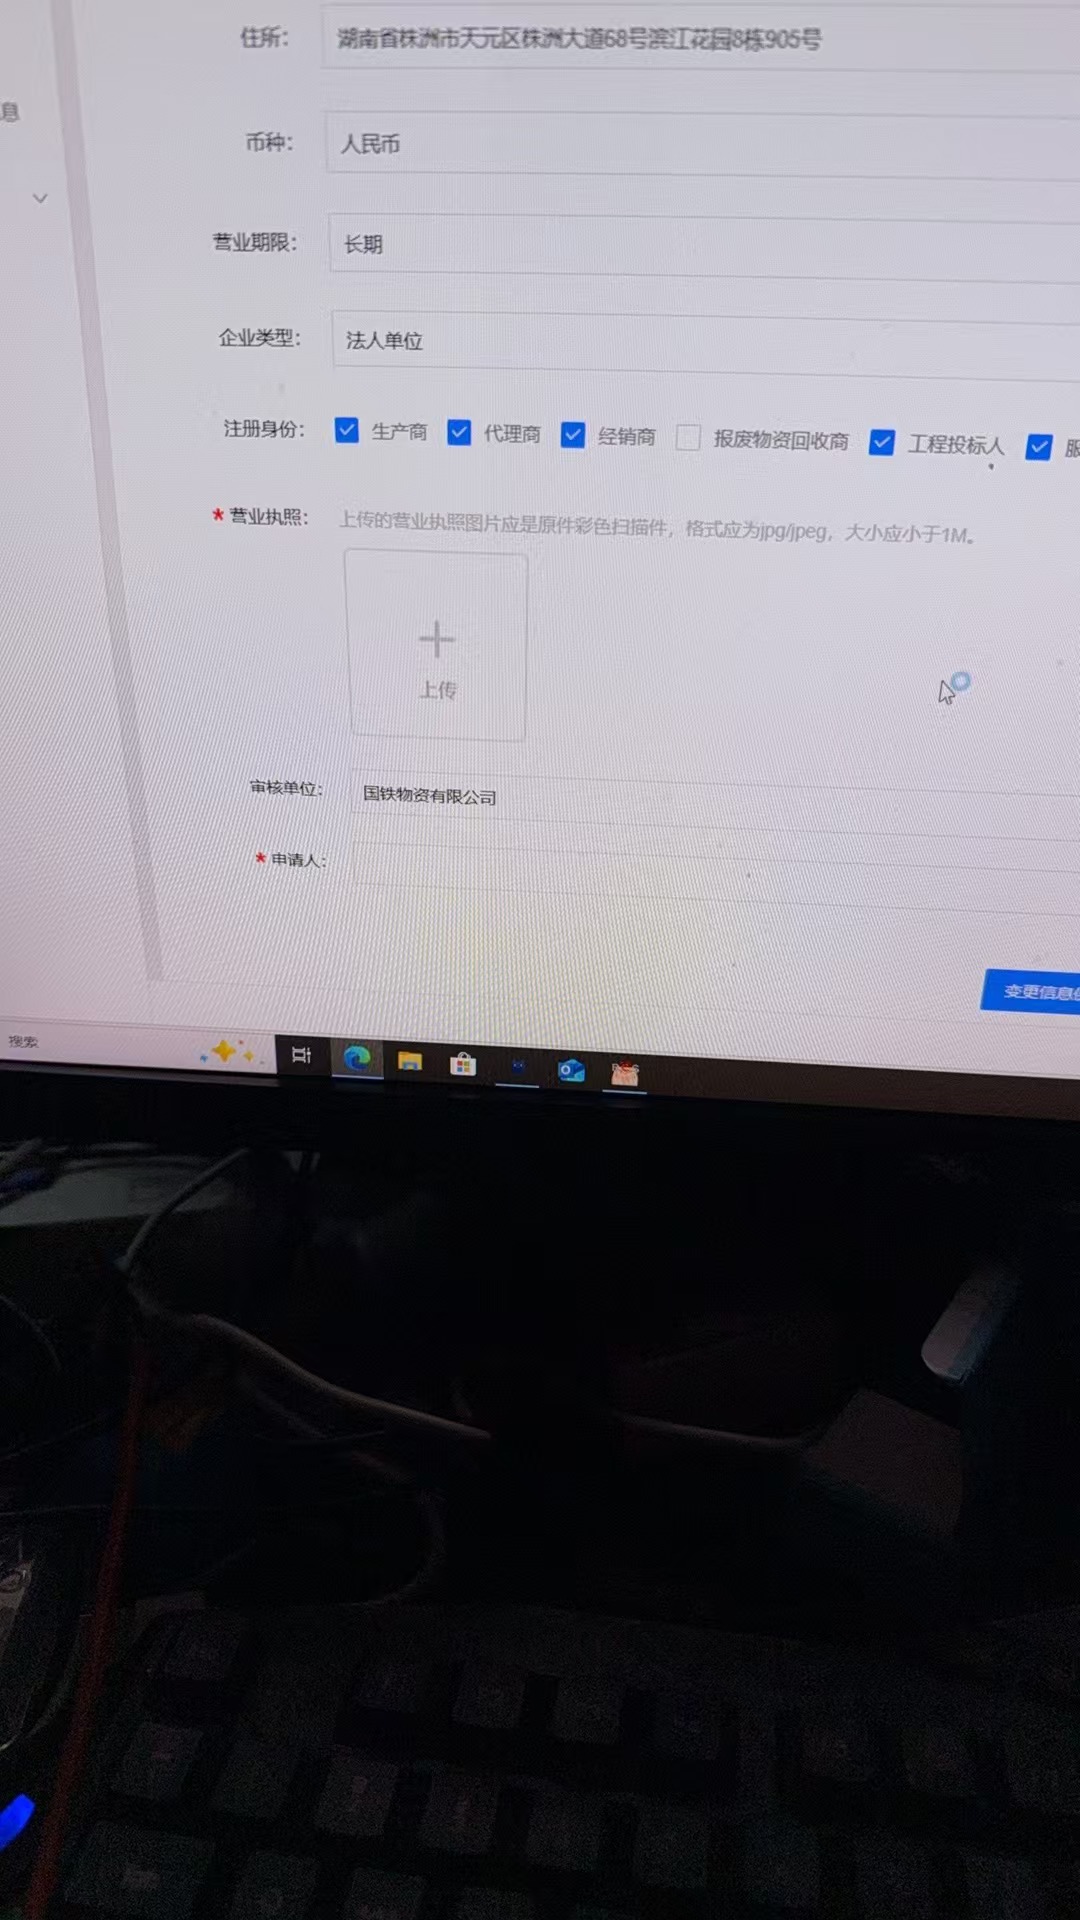 住所： 湖南省株洲市天元区株洲大道68号滨江花园8栋905号
息
币种： 人民币
营业期限： 长期
企业类型： 法人单位
注册身份： 生产商 代理商 经销商 报废物资回收商 工程投标人
* 营业执照： 上传的营业执照图片应是原件彩色扫描件，格式应为jpg/jpeg，大小应小于1M。
上传
审核单位： 国铁物资有限公司
* 申请人：
变更信息
搜索